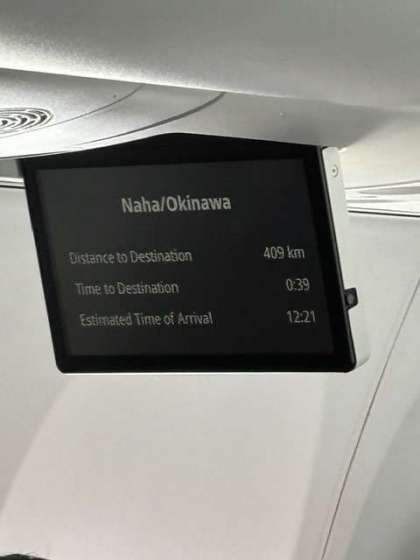 Naha/Okinawa
Distance to Destination 409 km
Time to Destination 0:39
Estimated Time of Arrival 12:21